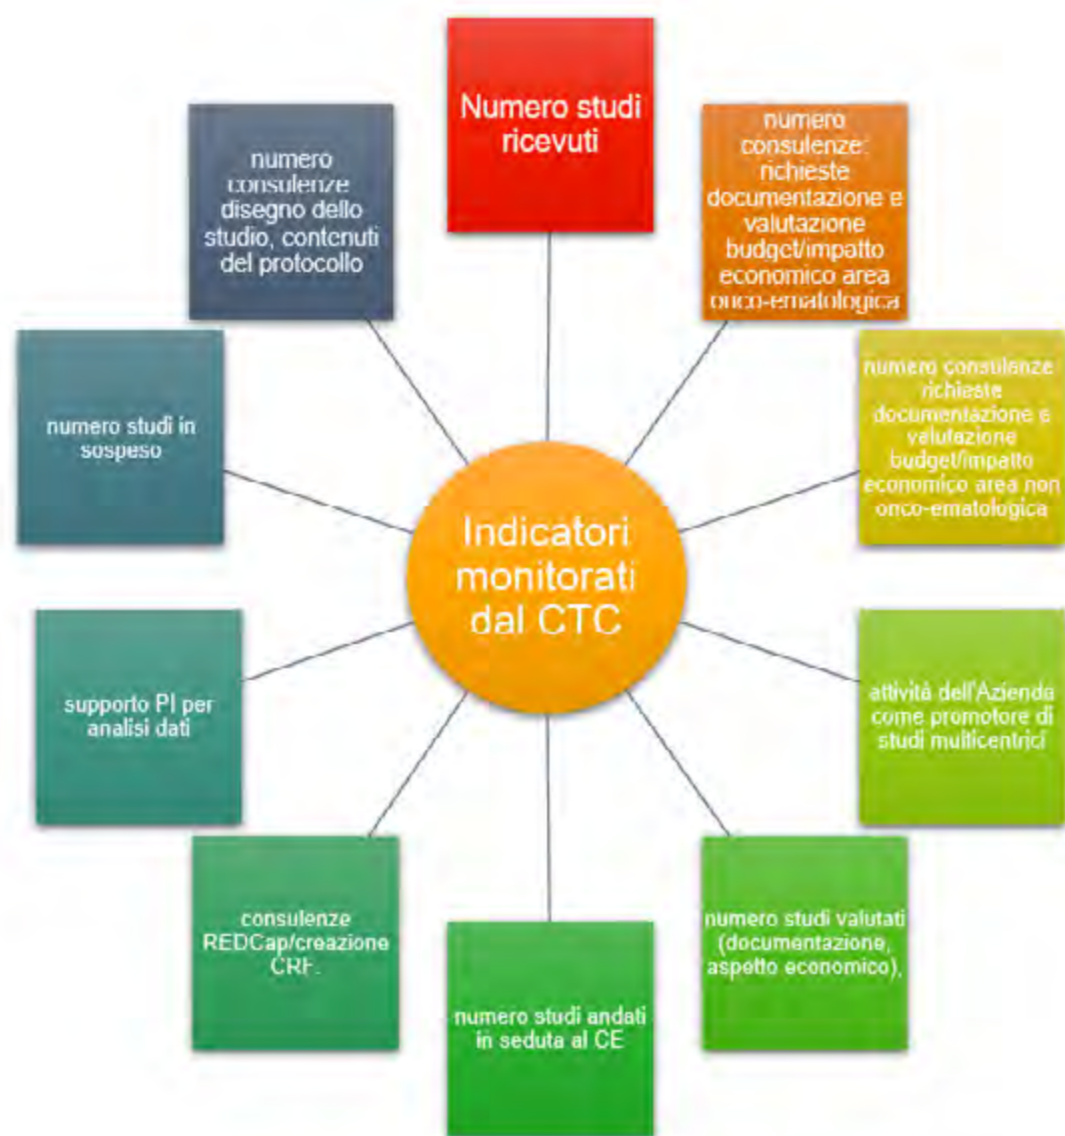 Numero studi
ricevuti
numero
consulenze:
richieste
documentazione e
valutazione
budget/impatto
economico area
onco-ematologica
numero consulenze
richieste
documentazione e
valutazione
budget/impatto
economico area non
onco-ematologica
attività dell'Azienda
come promotore di
studi multicentrici
numero studi valutati
(documentazione,
aspetto economico),
numero studi andati
in seduta al CE
consulenze
REDCap/creazione
CRF.
supporto PI per
analisi dati
numero studi in
sospeso
numero
consulenze
disegno dello
studio, contenuti
del protocollo
Indicatori
monitorati
dal CTC